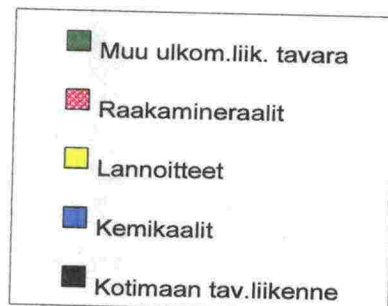 Muu ulkom.liik. tavara
Raakamineraalit
Lannoitteet
Kemikaalit
Kotimaan tav.liikenne